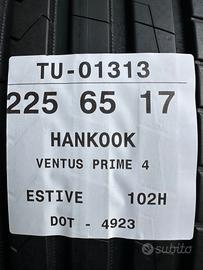 TU-01313
225 65 17
HANKOOK
VENTUS PRIME 4
ESTIVE 102H
DOT - 4923
subito